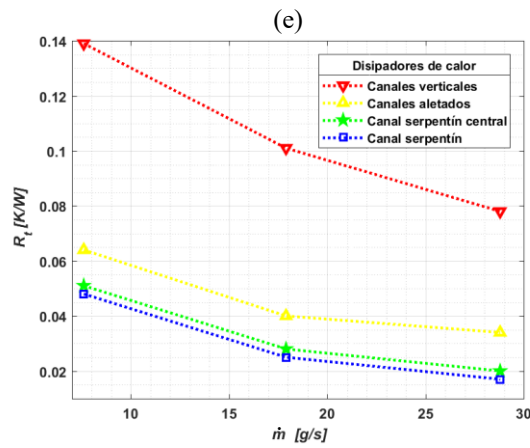 (e)
0.14
0.12
0.1
0.08
0.06
0.04
0.02
R_t [K/W]
Disipadores de calor
Canales verticales
Canales aletados
Canal serpentín central
Canal serpentín
10
15
20
25
30
ṁ [g/s]